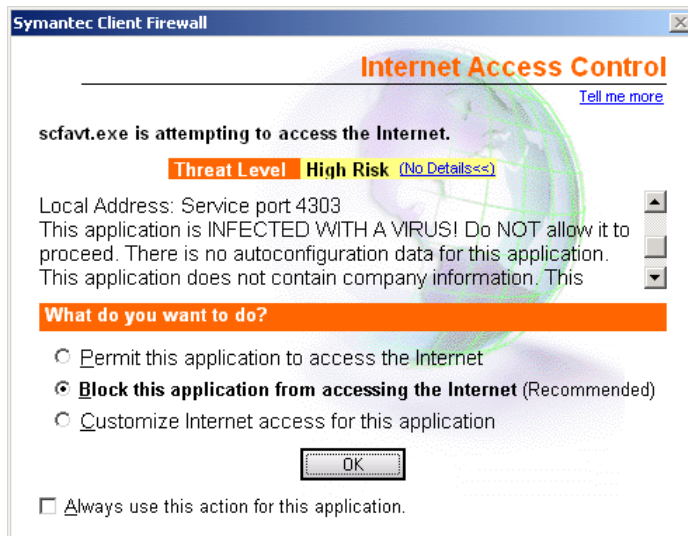 Symantec Client Firewall
Internet Access Control
Tell me more
scfavt.exe is attempting to access the Internet.
Threat Level High Risk (No Details<<)
Local Address: Service port 4303
This application is INFECTED WITH A VIRUS! Do NOT allow it to
proceed. There is no autoconfiguration data for this application.
This application does not contain company information. This
What do you want to do?
Permit this application to access the Internet
Block this application from accessing the Internet (Recommended)
Customize Internet access for this application
OK
Always use this action for this application.